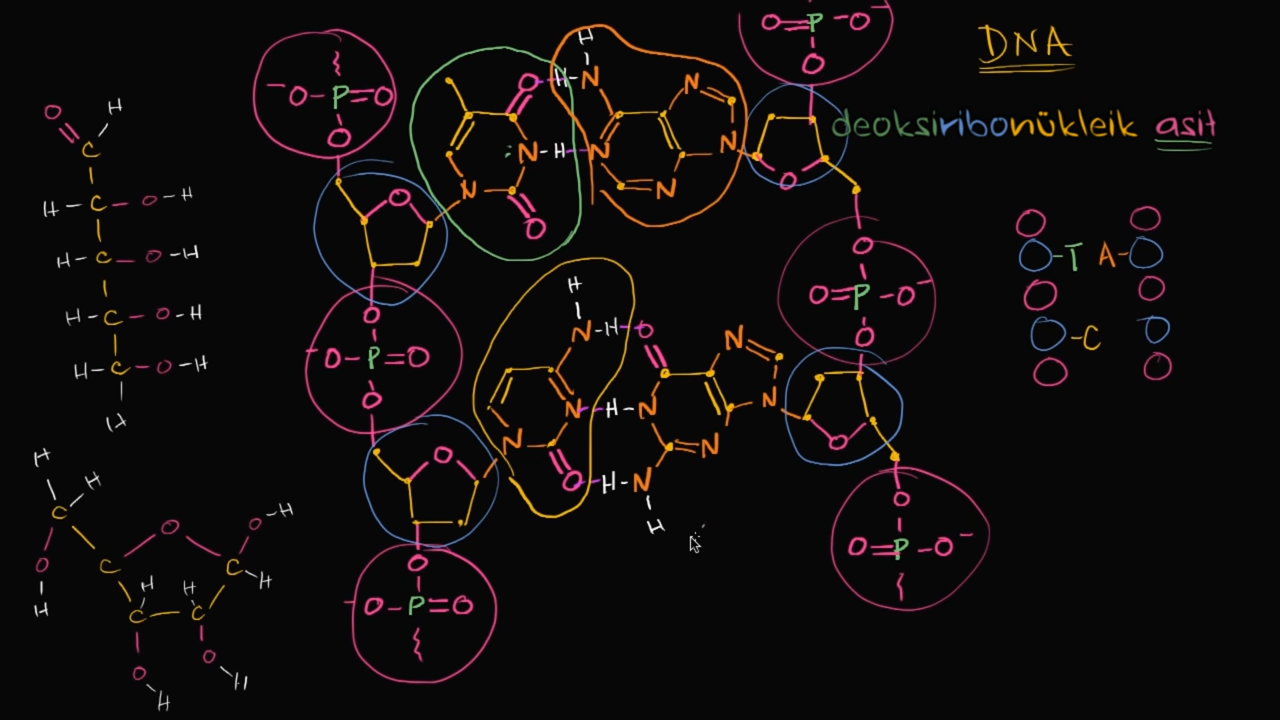 DNA
deoksiribonükleik asit
O H
C
H-C-O-H
H-C-O-H
H-C-O-H
H-C-O-H
H
H
H
C
O
H
O
O-H
C
C
H
H
H
C
C
O
O
H
H
⁻O-P=O
O
O
O
⁻O-P=O
O
O
O
⁻O-P=O
O-H-N
H
N-H-N
N
O
N
N
N
H
N-H-O
N-H-N
N
O-H-N
H
N
N
N
O=P-O⁻
O
O
O
O=P-O⁻
O
O
O
O=P-O⁻
-T A-
-C